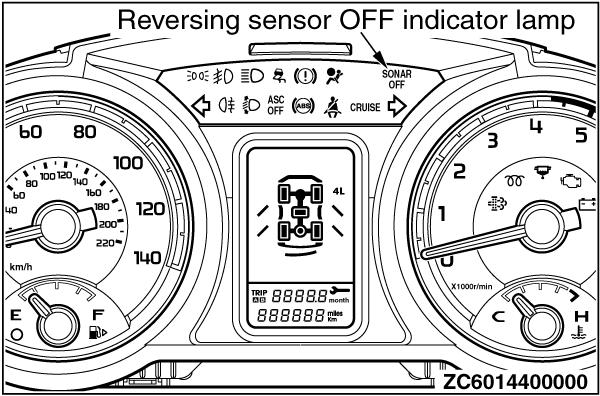 Reversing sensor OFF indicator lamp
SONAR
OFF
ASC
OFF
ABS
CRUISE
60
80
100
120
140
60
80
100
120
140
160
180
200
220
40
km/h
E
F
4L
TRIP
A B
8888.8
month
888888
miles
Km
0
1
2
3
4
5
X1000r/min
C
H
ZC6014400000